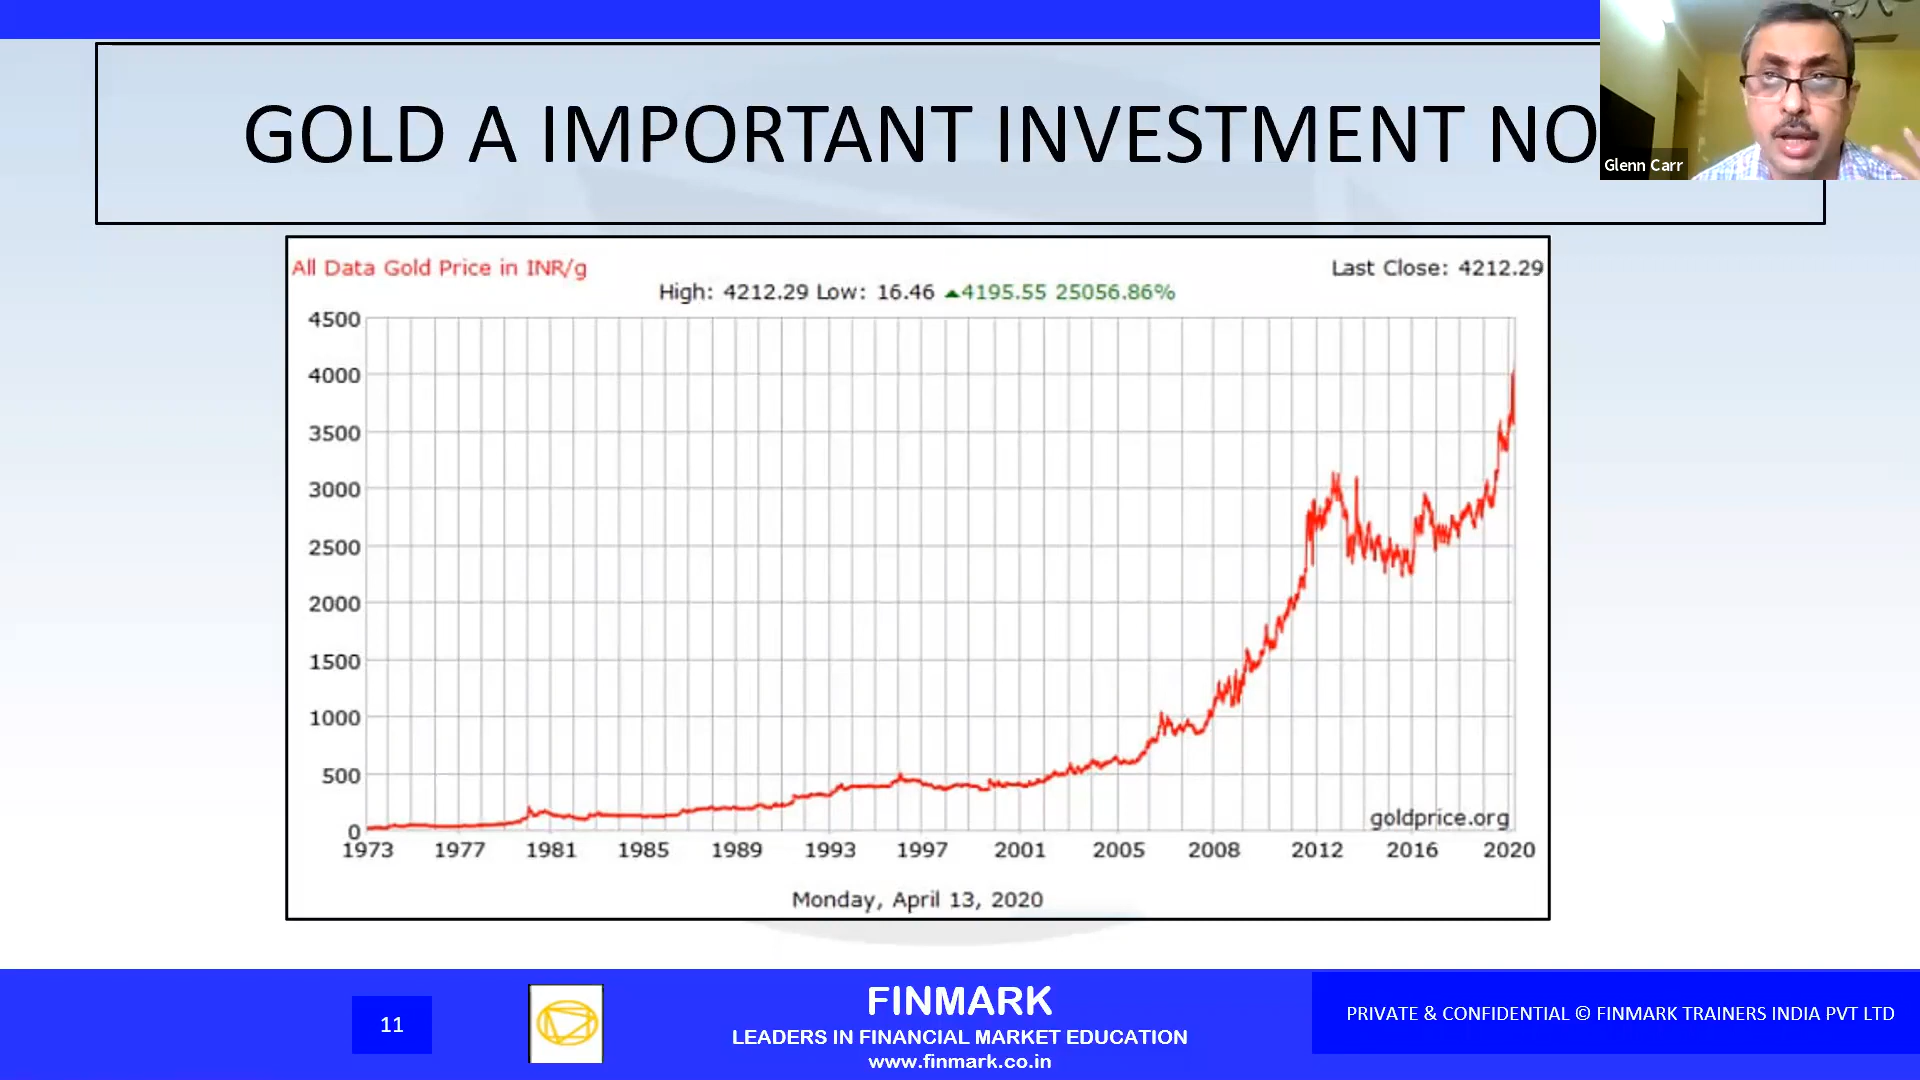 GOLD A IMPORTANT INVESTMENT NO
Glenn Carr
All Data Gold Price in INR/g
Last Close: 4212.29
High: 4212.29 Low: 16.46 ▲4195.55 25056.86%
4500
4000
3500
3000
2500
2000
1500
1000
500
0
goldprice.org
1973 1977 1981 1985 1989 1993 1997 2001 2005 2008 2012 2016 2020
Monday, April 13, 2020
11
FINMARK
LEADERS IN FINANCIAL MARKET EDUCATION
www.finmark.co.in
PRIVATE & CONFIDENTIAL © FINMARK TRAINERS INDIA PVT LTD